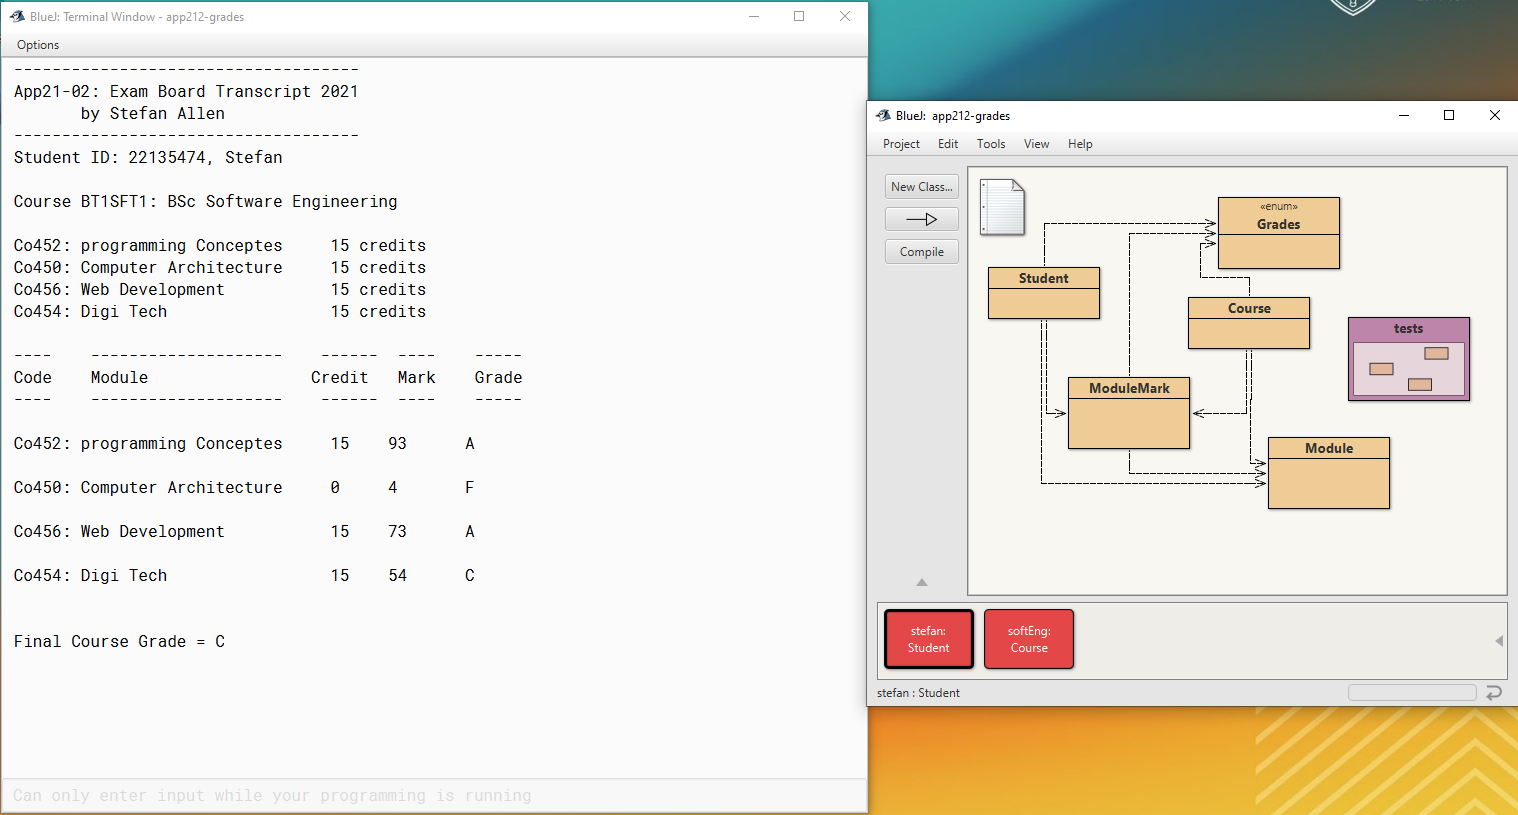 BlueJ: Terminal Window - app212-grades
Options
------------------------------------
App21-02: Exam Board Transcript 2021
by Stefan Allen
------------------------------------
Student ID: 22135474, Stefan
Course BT1SFT1: BSc Software Engineering
Co452: programming Conceptes     15 credits
Co450: Computer Architecture     15 credits
Co456: Web Development           15 credits
Co454: Digi Tech                 15 credits
----    --------------------    ------  ----    -----
Code    Module                 Credit   Mark    Grade
----    --------------------    ------  ----    -----
Co452: programming Conceptes     15    93      A
Co450: Computer Architecture     0     4       F
Co456: Web Development           15    73      A
Co454: Digi Tech                 15    54      C
Final Course Grade = C
Can only enter input while your programming is running
BlueJ: app212-grades
Project Edit Tools View Help
New Class...
Compile
«enum»
Grades
Student
Course
tests
ModuleMark
Module
stefan:
Student
softEng:
Course
stefan : Student